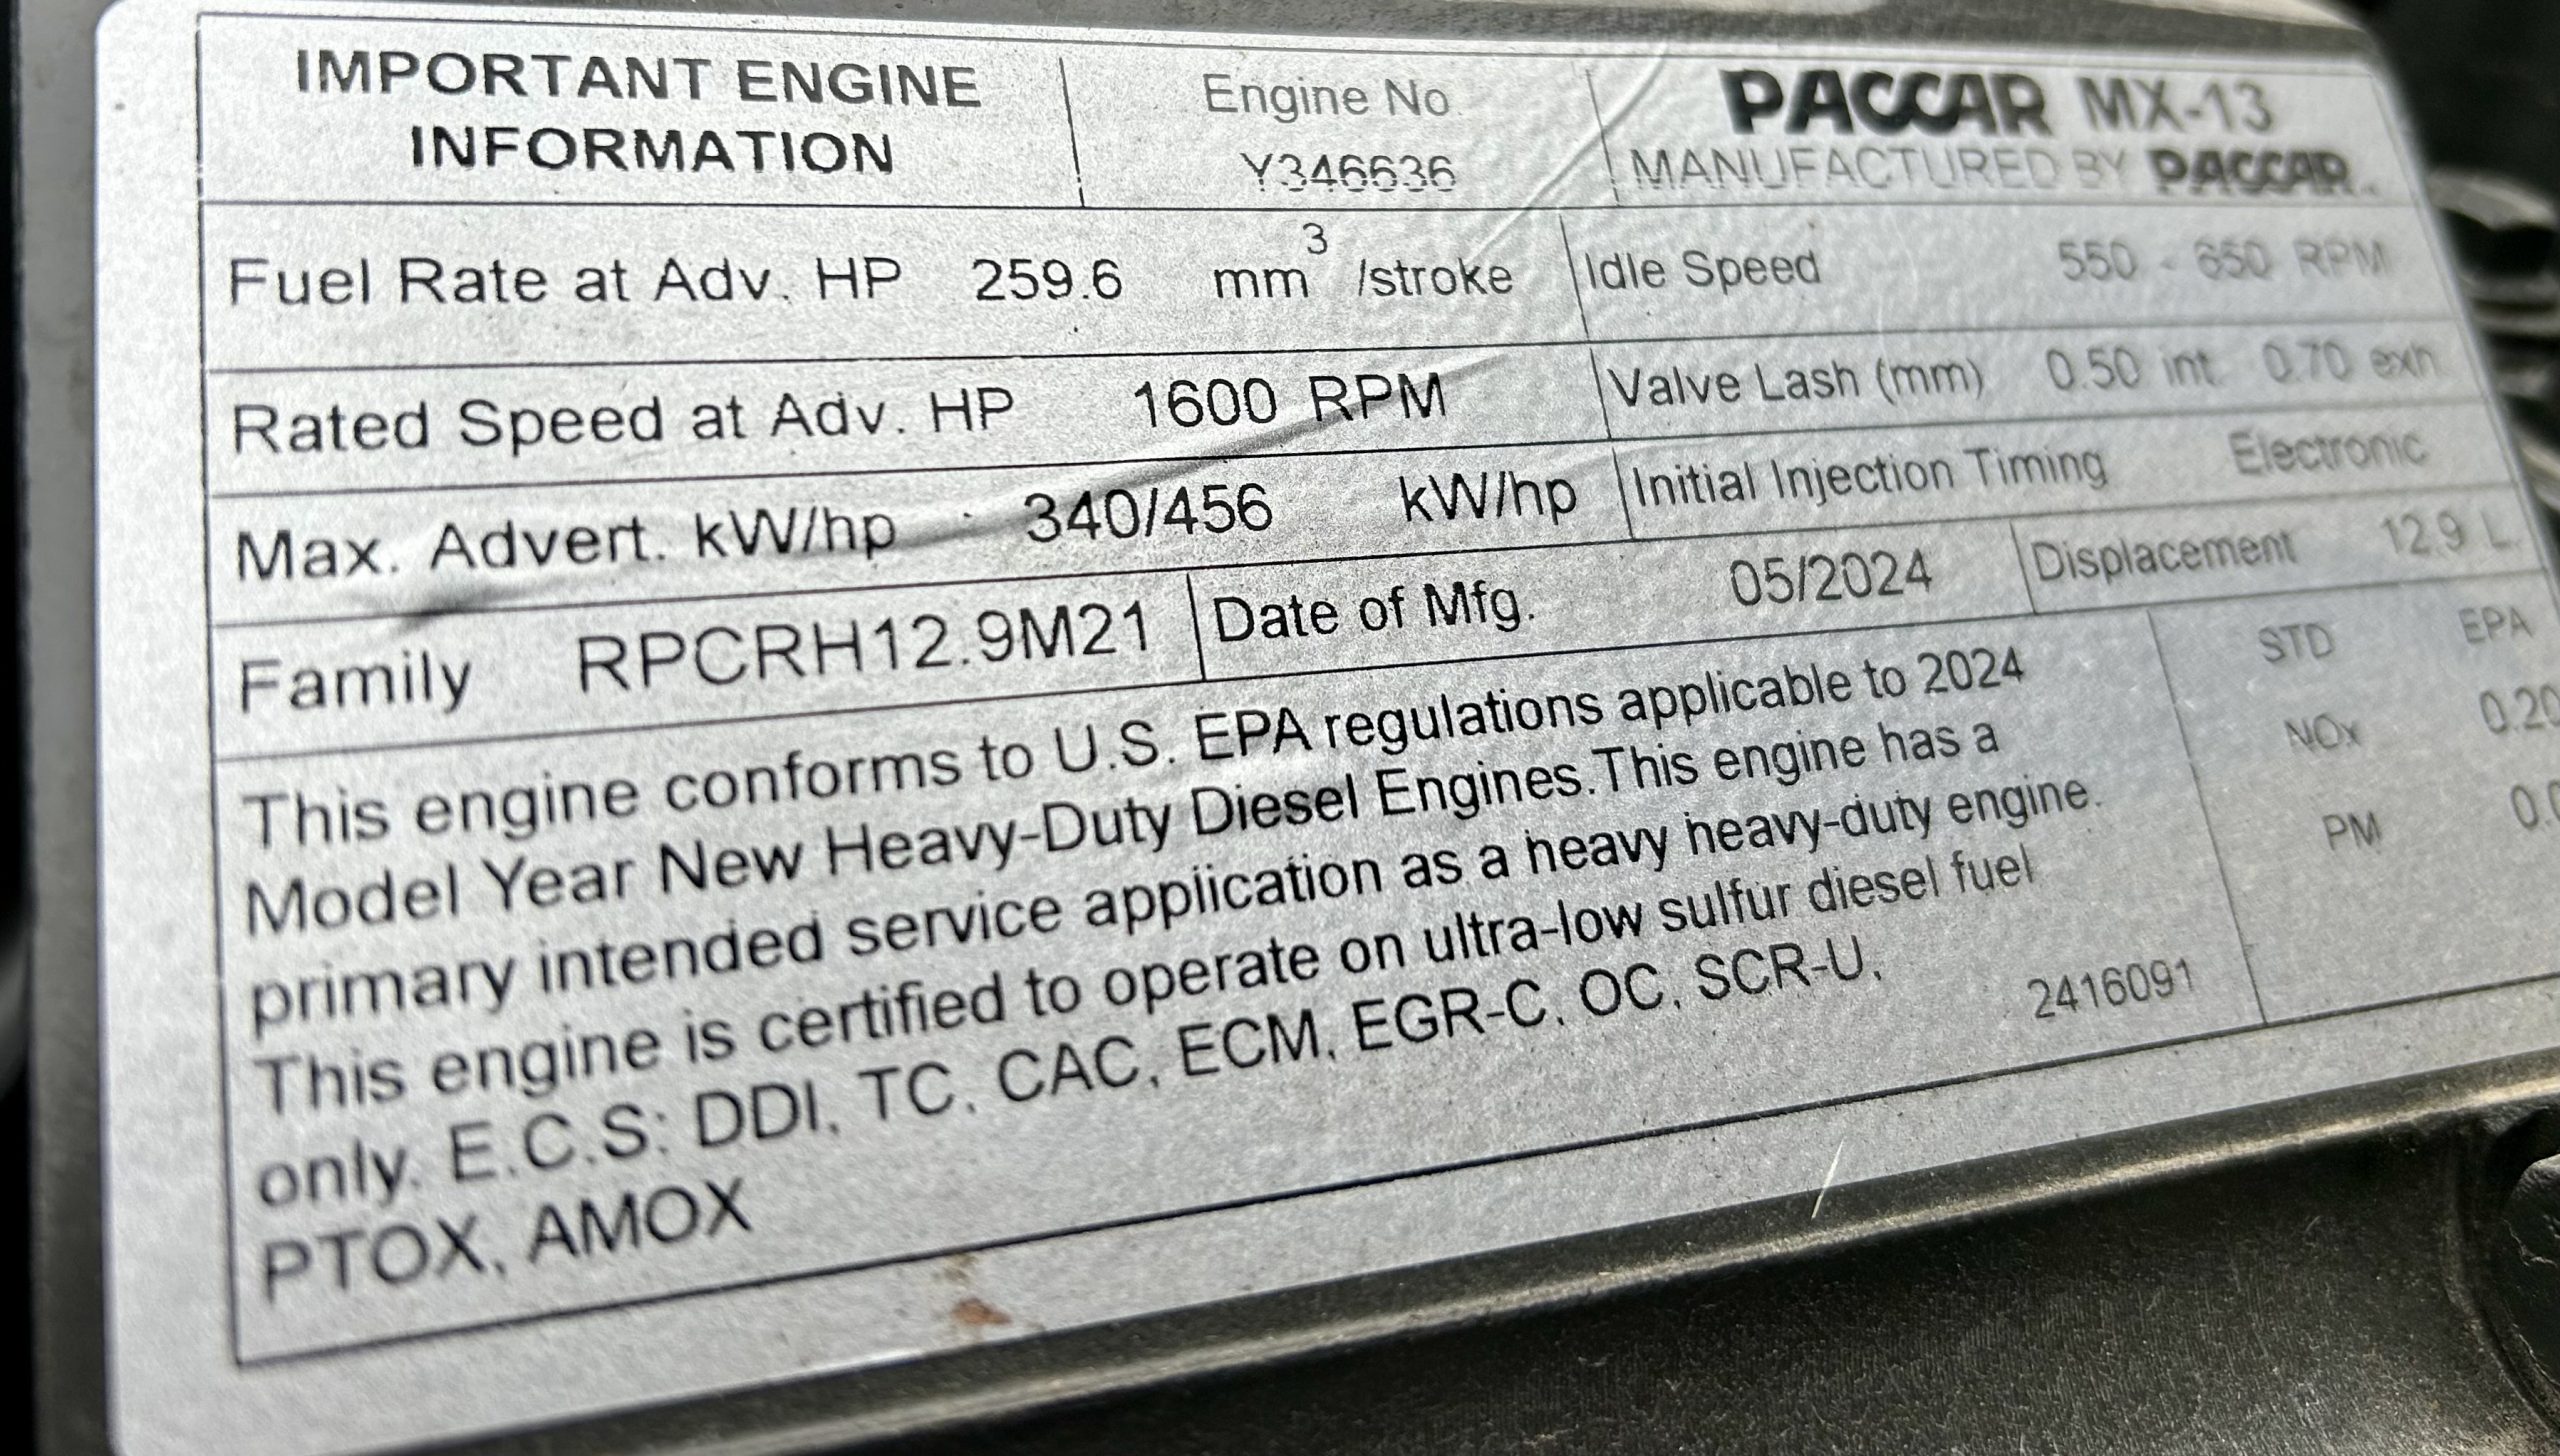 IMPORTANT ENGINE
INFORMATION
Engine No.
Y346636
PACCAR MX-13
MANUFACTURED BY PACCAR
Fuel Rate at Adv. HP 259.6 mm³ /stroke
Idle Speed 550 - 650 RPM
Rated Speed at Adv. HP 1600 RPM
Valve Lash (mm) 0.50 int. 0.70 exh.
Max. Advert. kW/hp 340/456 kW/hp
Initial Injection Timing Electronic
Family RPCRH12.9M21
Date of Mfg. 05/2024
Displacement 12.9 L.
This engine conforms to U.S. EPA regulations applicable to 2024
Model Year New Heavy-Duty Diesel Engines.This engine has a
primary intended service application as a heavy heavy-duty engine.
This engine is certified to operate on ultra-low sulfur diesel fuel
only. E.C.S: DDI, TC, CAC, ECM, EGR-C, OC, SCR-U,
PTOX, AMOX
2416091
STD EPA
NOx 0.20
PM